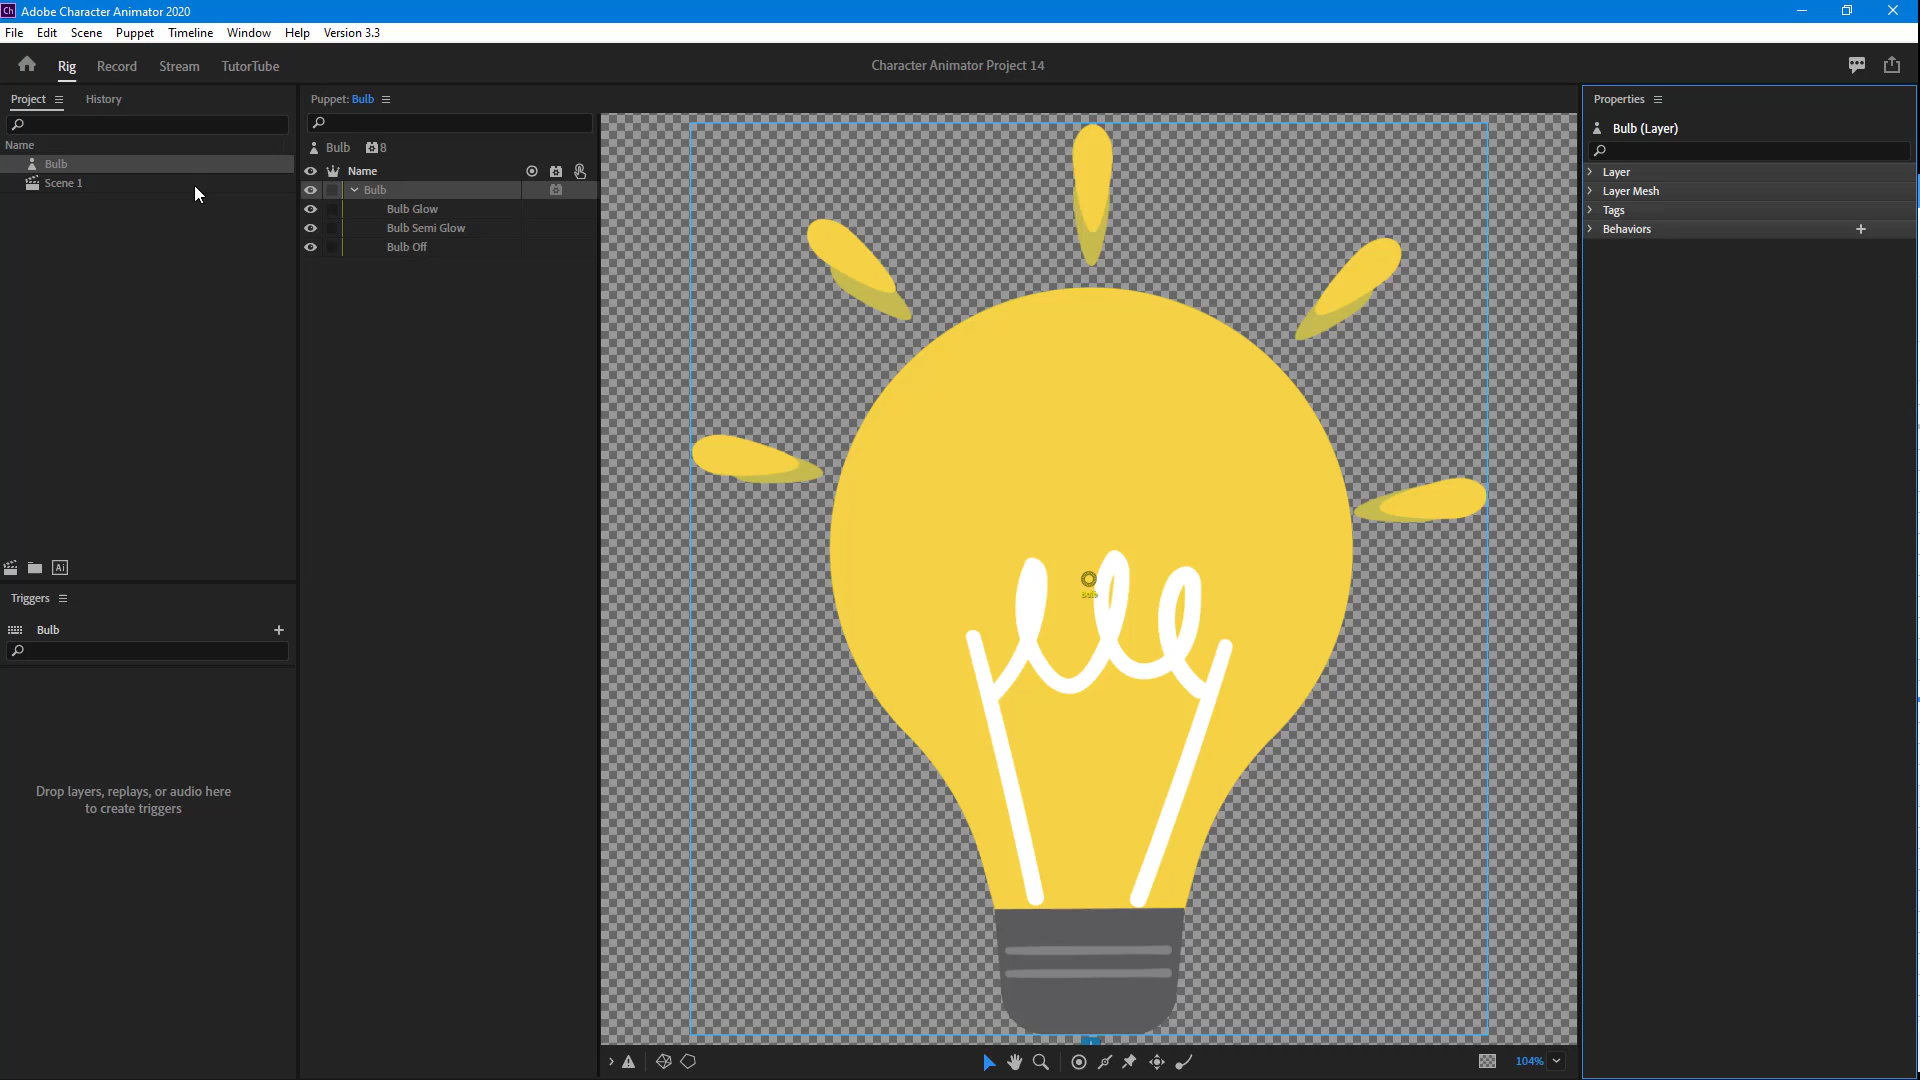 Ch Adobe Character Animator 2020
File Edit Scene Puppet Timeline Window Help Version 3.3
Rig Record Stream TutorTube
Character Animator Project 14
Project History
Name
Bulb
Scene 1
Ai
Triggers
Bulb
Drop layers, replays, or audio here
to create triggers
Puppet: Bulb
Bulb 8
Name
Bulb
Bulb Glow
Bulb Semi Glow
Bulb Off
Bulb
104%
Properties
Bulb (Layer)
Layer
Layer Mesh
Tags
Behaviors